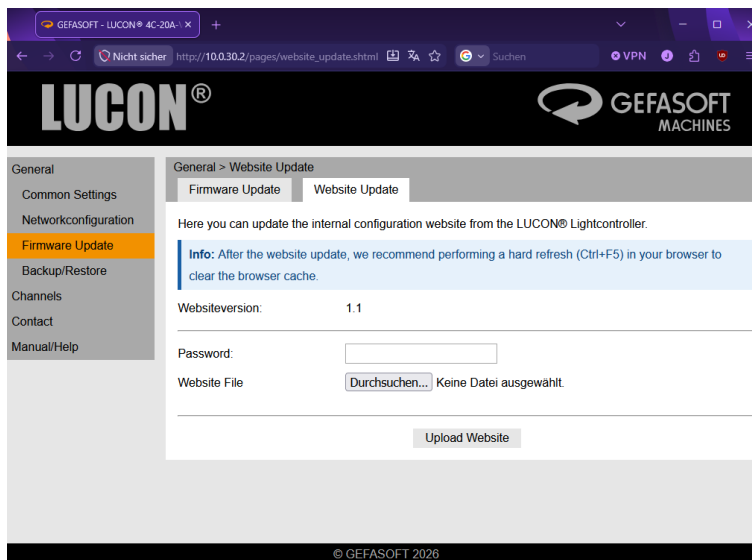 GEFASOFT - LUCON® 4C-20A-
Nicht sicher http://10.0.30.2/pages/website_update.shtml Suchen VPN
LUCON®
GEFASOFT
MACHINES
General
Common Settings
Networkconfiguration
Firmware Update
Backup/Restore
Channels
Contact
Manual/Help
General > Website Update
Firmware Update Website Update
Here you can update the internal configuration website from the LUCON® Lightcontroller.
Info: After the website update, we recommend performing a hard refresh (Ctrl+F5) in your browser to
clear the browser cache.
Websiteversion: 1.1
Password:
Website File Durchsuchen... Keine Datei ausgewählt.
Upload Website
© GEFASOFT 2026